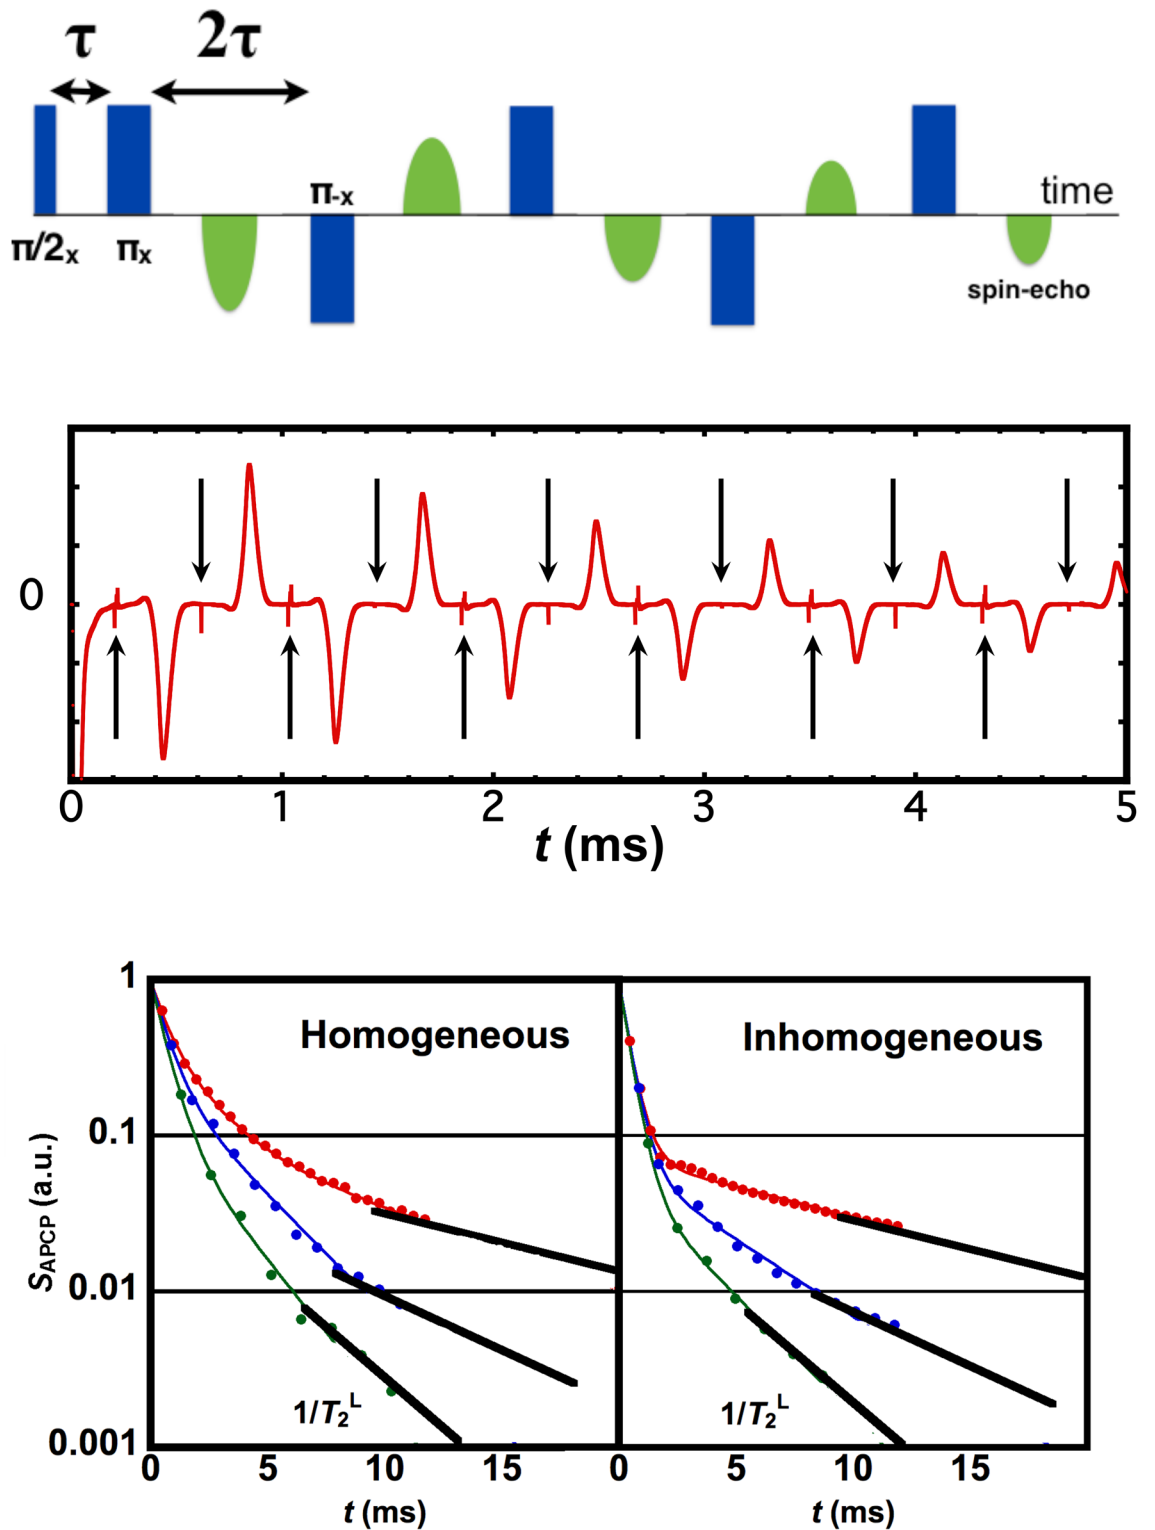 τ 2τ
π-x
time
π/2x πx
spin-echo
0
0 1 2 3 4 5
t (ms)
1
Homogeneous Inhomogeneous
0.1
SAPCP (a.u.)
0.01
1/T2L 1/T2L
0.001
0 5 10 15 0 5 10 15
t (ms) t (ms)